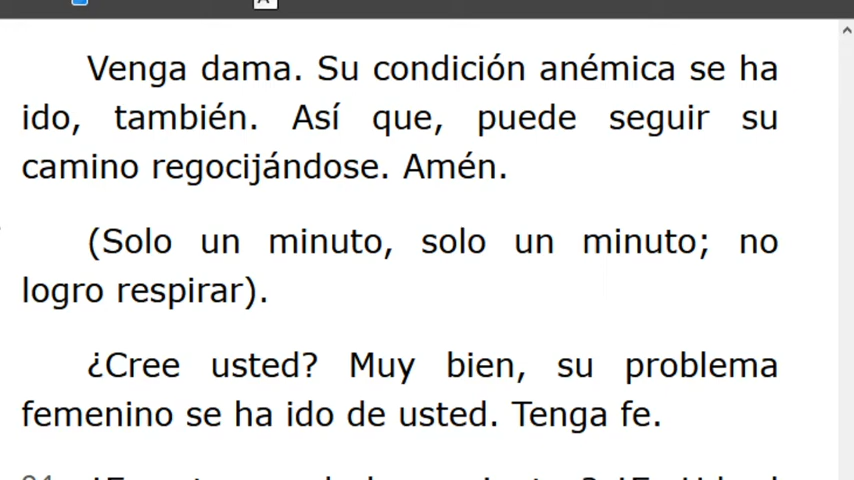 Venga dama. Su condición anémica se ha
ido, también. Así que, puede seguir su
camino regocijándose. Amén.
(Solo un minuto, solo un minuto; no
logro respirar).
¿Cree usted? Muy bien, su problema
femenino se ha ido de usted. Tenga fe.